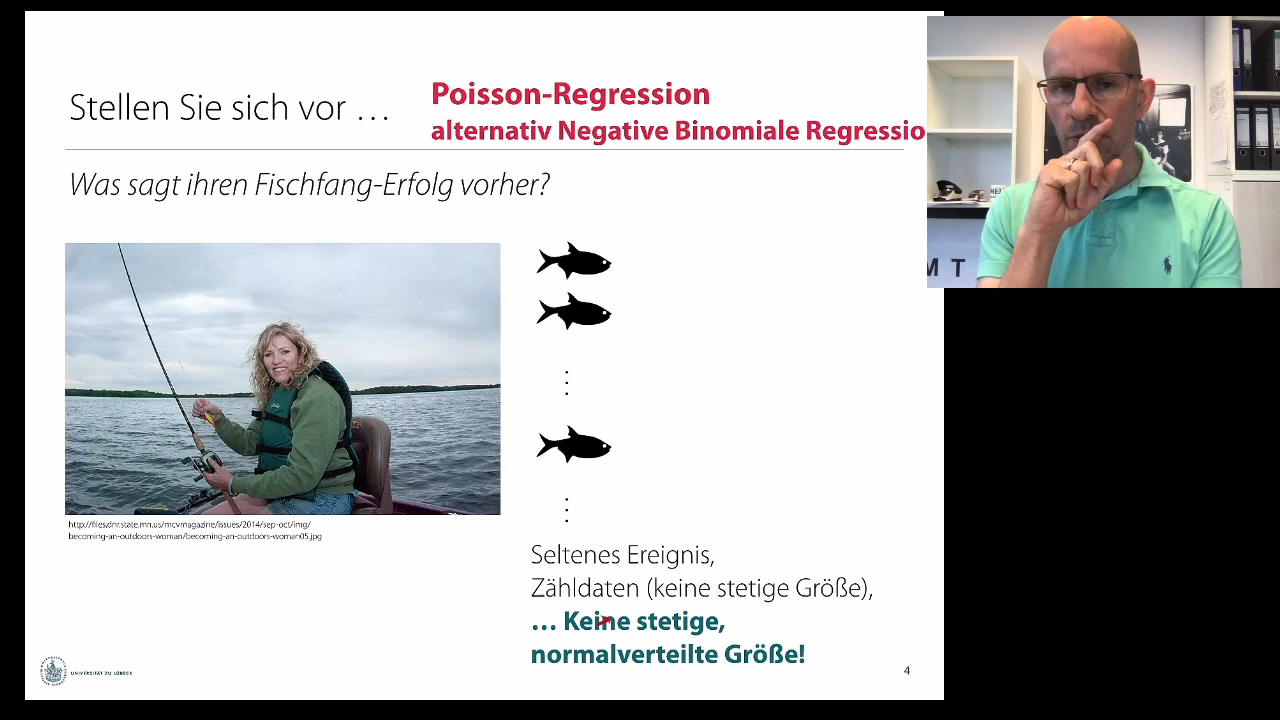 Stellen Sie sich vor …
Poisson-Regression
alternativ Negative Binomiale Regressio
Was sagt ihren Fischfang-Erfolg vorher?
http://files.dnr.state.mn.us/mcvmagazine/issues/2014/sep-oct/img/
becoming-an-outdoors-woman/becoming-an-outdoors-woman05.jpg
Seltenes Ereignis,
Zähldaten (keine stetige Größe),
… Keine stetige,
normalverteilte Größe!
UNIVERSITÄT ZU LÜBECK
4
M T